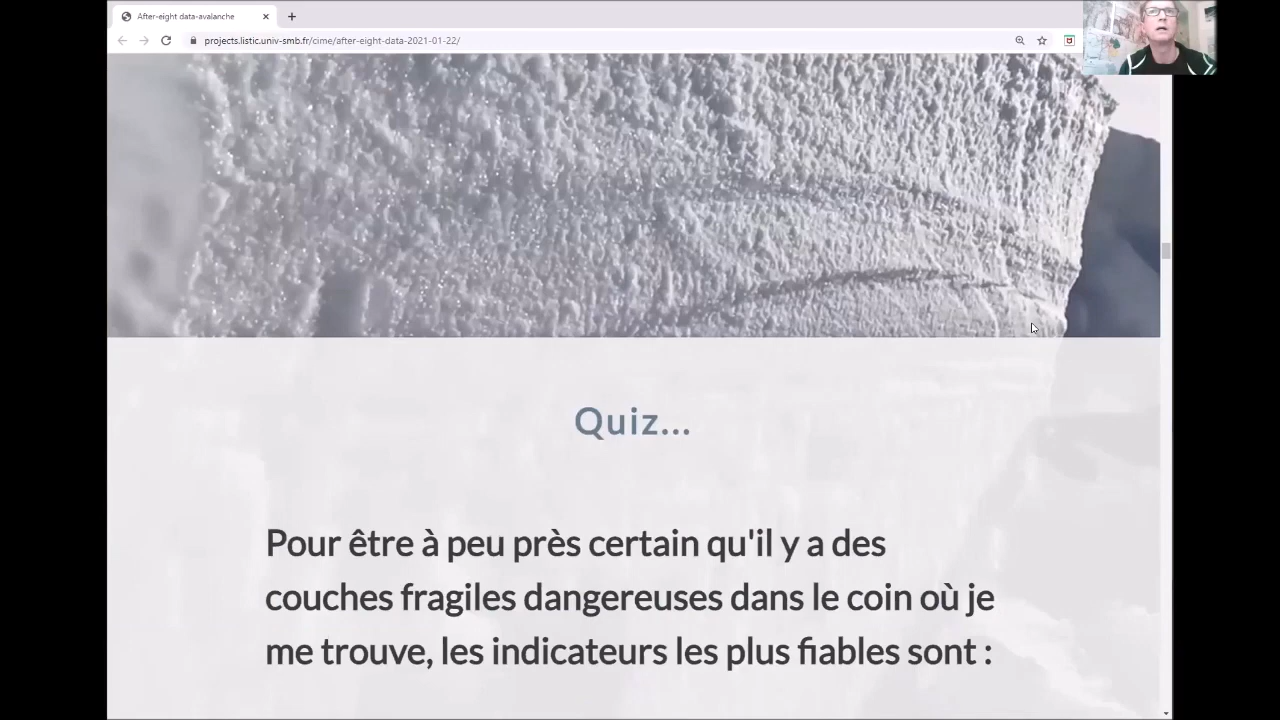 After-eight data-avalanche
projects.listic.univ-smb.fr/cime/after-eight-data-2021-01-22/
Quiz...
Pour être à peu près certain qu'il y a des
couches fragiles dangereuses dans le coin où je
me trouve, les indicateurs les plus fiables sont :